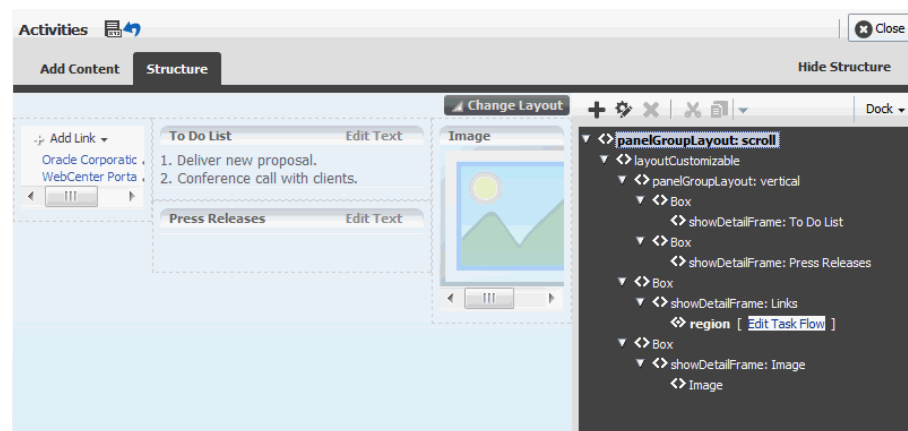 Activities
Close
Add Content
Structure
Hide Structure
Change Layout
Dock
Add Link
Oracle Corporatic
WebCenter Porta
To Do List
Edit Text
1. Deliver new proposal.
2. Conference call with clients.
Press Releases
Edit Text
Image
panelGroupLayout: scroll
layoutCustomizable
panelGroupLayout: vertical
Box
showDetailFrame: To Do List
Box
showDetailFrame: Press Releases
Box
showDetailFrame: Links
region [ Edit Task Flow ]
Box
showDetailFrame: Image
Image